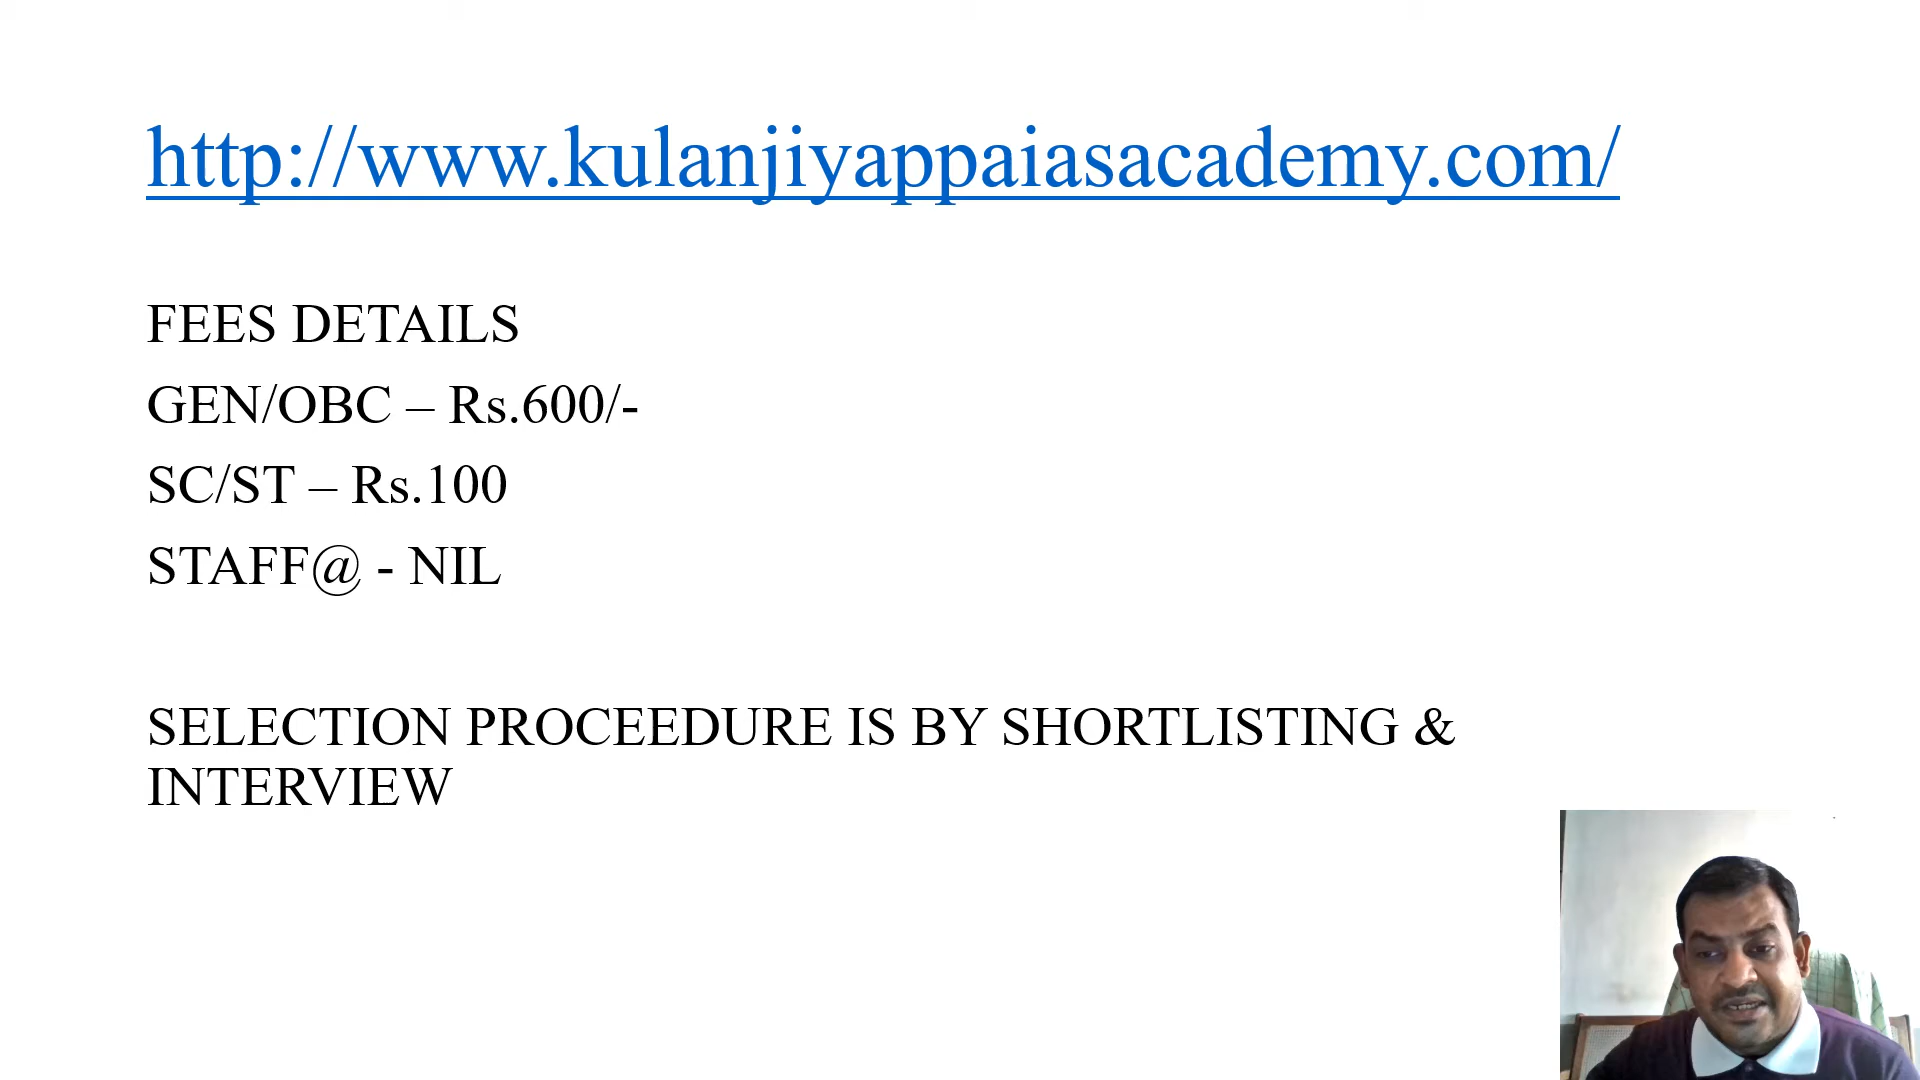 http://www.kulanjiyappaiasacademy.com/
FEES DETAILS
GEN/OBC – Rs.600/-
SC/ST – Rs.100
STAFF@ - NIL
SELECTION PROCEEDURE IS BY SHORTLISTING &
INTERVIEW